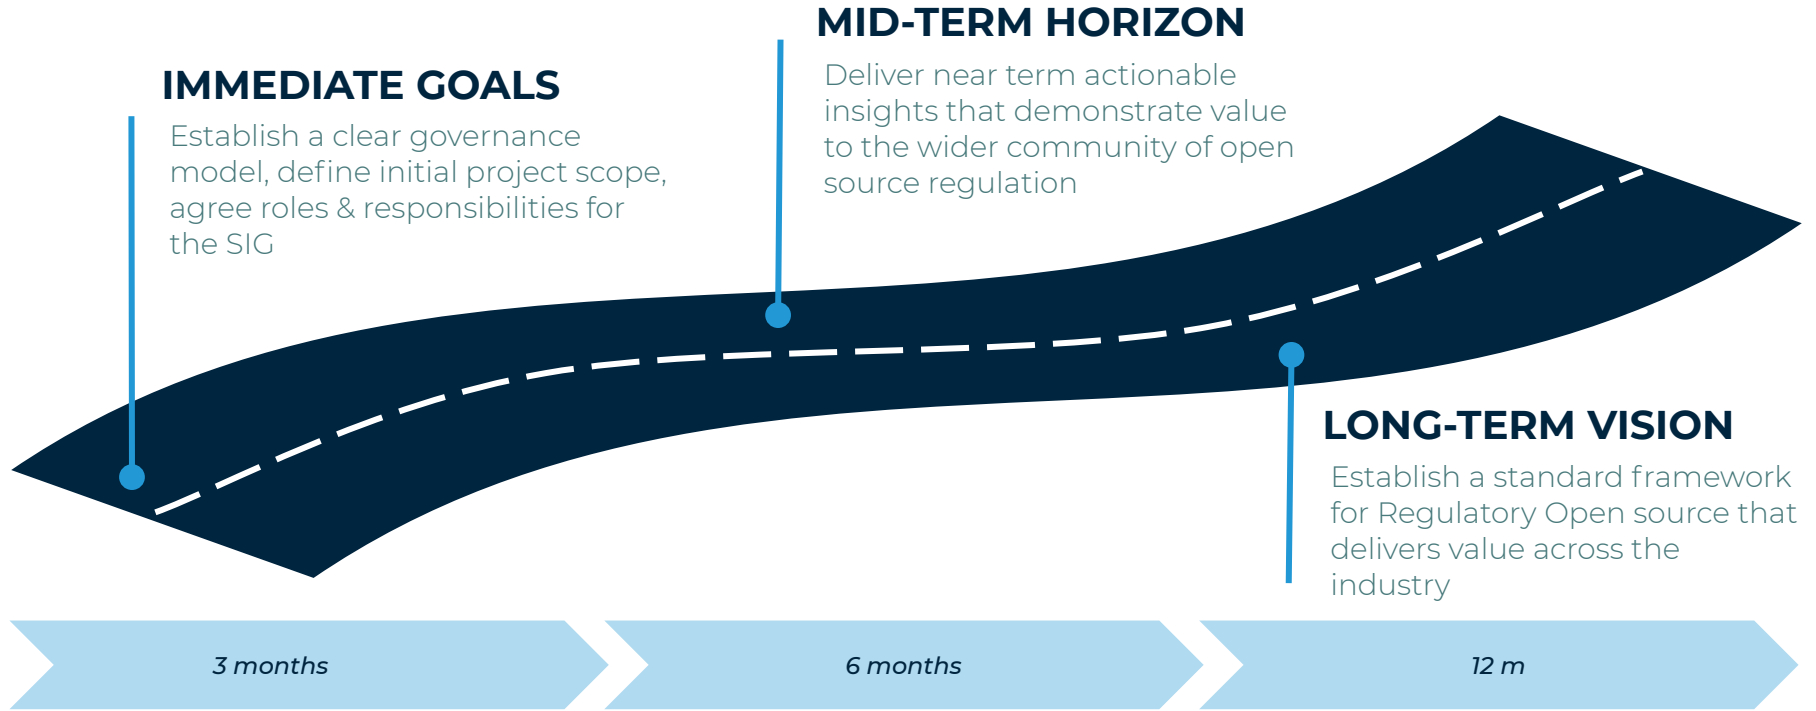 IMMEDIATE GOALS
Establish a clear governance
model, define initial project scope,
agree roles & responsibilities for
the SIG
MID-TERM HORIZON
Deliver near term actionable
insights that demonstrate value
to the wider community of open
source regulation
LONG-TERM VISION
Establish a standard framework
for Regulatory Open source that
delivers value across the
industry
3 months
6 months
12 m